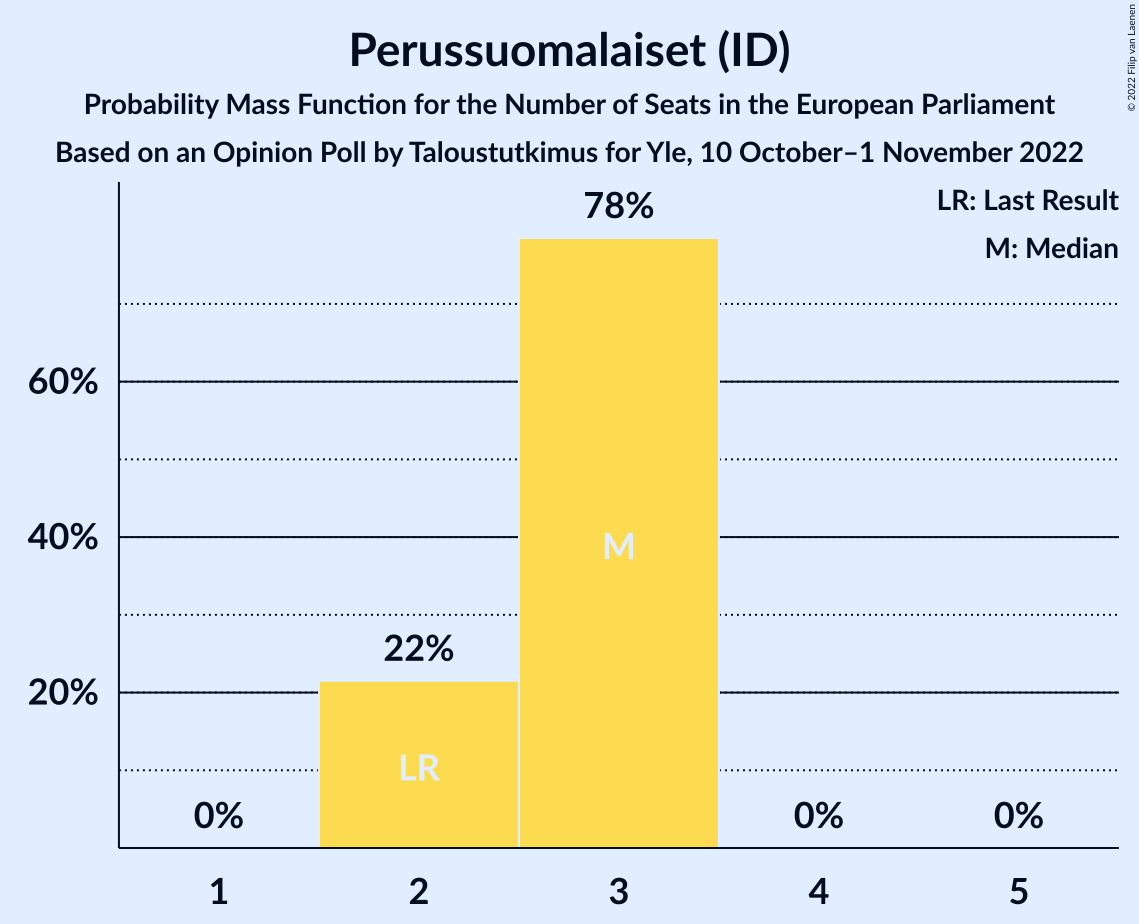 Perussuomalaiset (ID)
Probability Mass Function for the Number of Seats in the European Parliament
Based on an Opinion Poll by Taloustutkimus for Yle, 10 October–1 November 2022
© 2022 Filip van Laenen
LR: Last Result
M: Median
78%
60%
M
40%
22%
20%
LR
0%
0%
0%
1
2
3
4
5